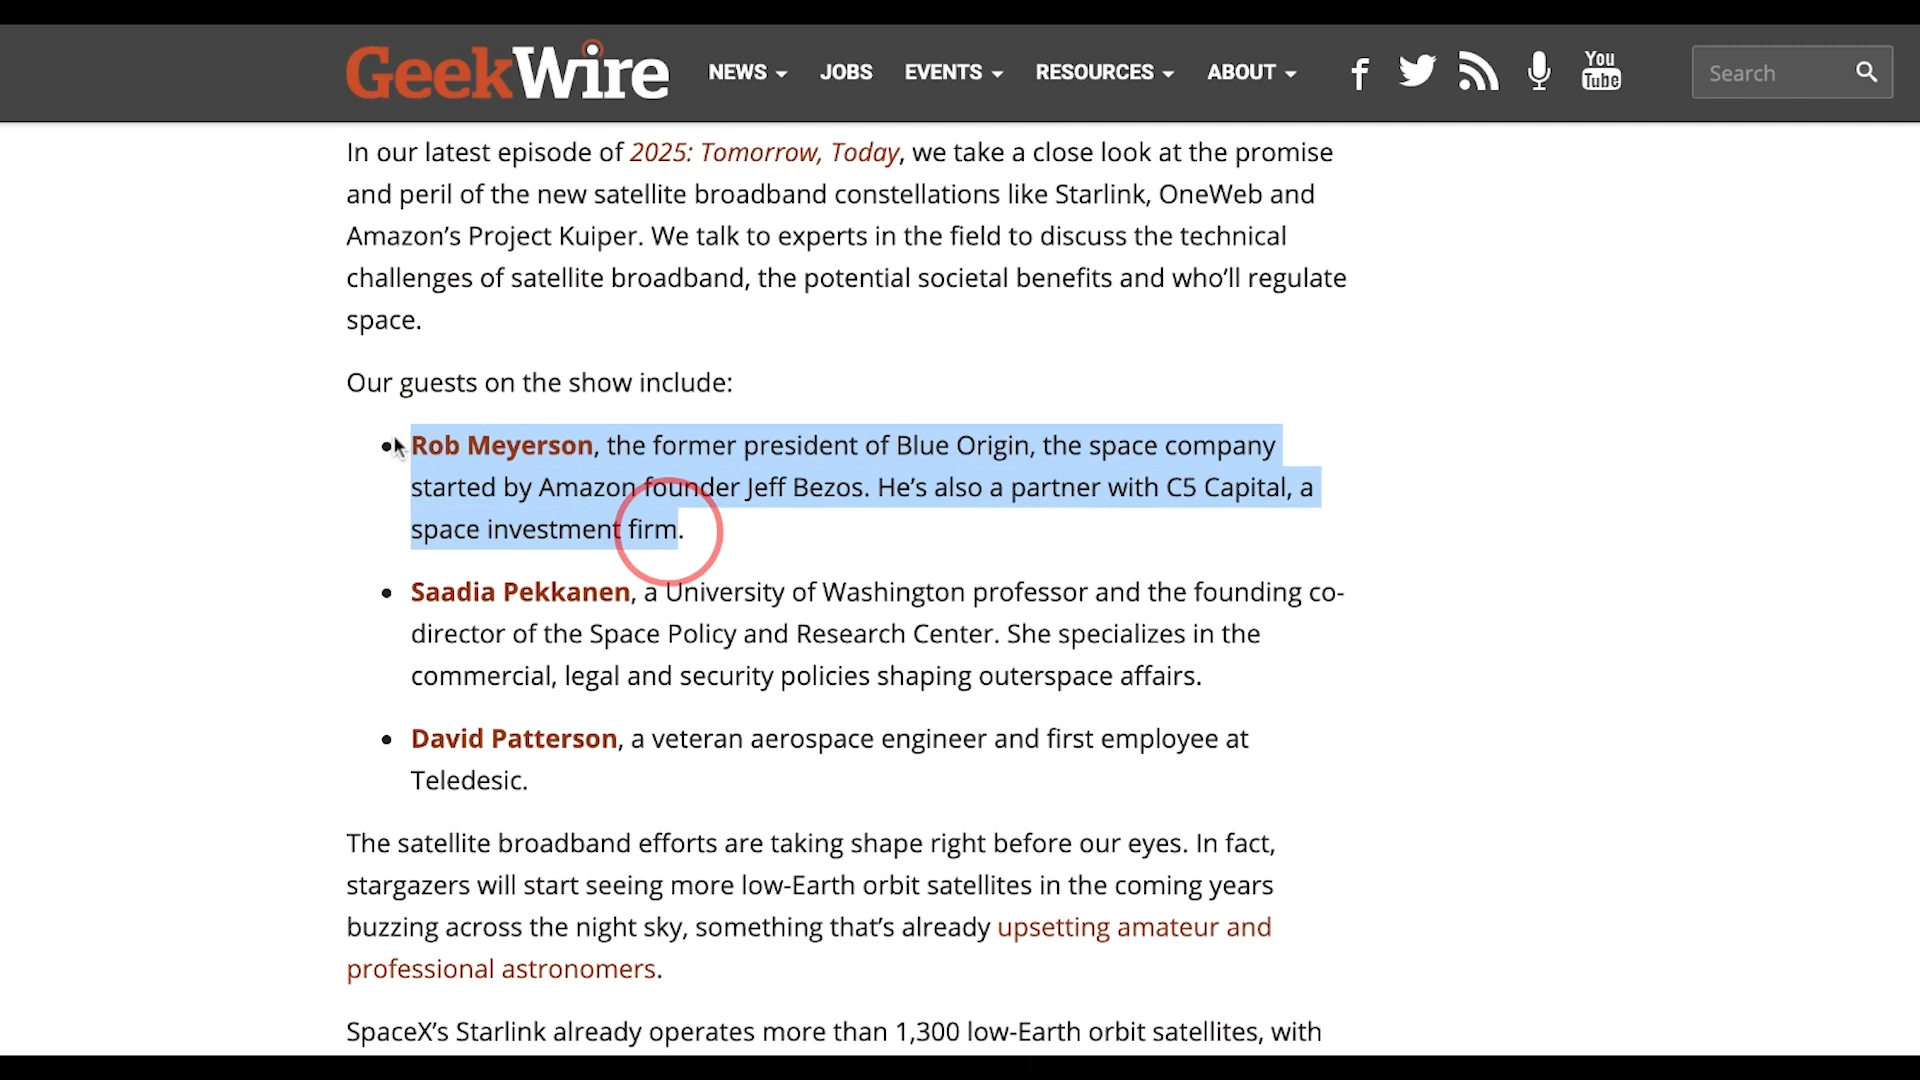 GeekWire NEWS JOBS EVENTS RESOURCES ABOUT f You Tube Search
In our latest episode of 2025: Tomorrow, Today, we take a close look at the promise
and peril of the new satellite broadband constellations like Starlink, OneWeb and
Amazon’s Project Kuiper. We talk to experts in the field to discuss the technical
challenges of satellite broadband, the potential societal benefits and who’ll regulate
space.
Our guests on the show include:
• Rob Meyerson, the former president of Blue Origin, the space company
started by Amazon founder Jeff Bezos. He’s also a partner with C5 Capital, a
space investment firm.
• Saadia Pekkanen, a University of Washington professor and the founding co-
director of the Space Policy and Research Center. She specializes in the
commercial, legal and security policies shaping outerspace affairs.
• David Patterson, a veteran aerospace engineer and first employee at
Teledesic.
The satellite broadband efforts are taking shape right before our eyes. In fact,
stargazers will start seeing more low-Earth orbit satellites in the coming years
buzzing across the night sky, something that’s already upsetting amateur and
professional astronomers.
SpaceX’s Starlink already operates more than 1,300 low-Earth orbit satellites, with